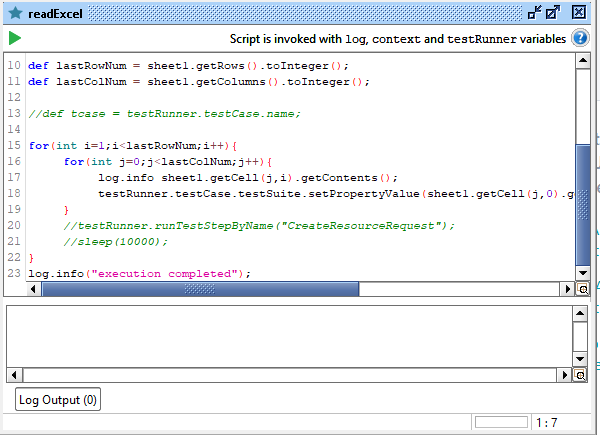 readExcel
Script is invoked with log, context and testRunner variables
10 def lastRowNum = sheet1.getRows().toInteger();
11 def lastColNum = sheet1.getColumns().toInteger();
12
13 //def tcase = testRunner.testCase.name;
14
15 for(int i=1;i<lastRowNum;i++){
16 for(int j=0;j<lastColNum;j++){
17 log.info sheet1.getCell(j,i).getContents();
18 testRunner.testCase.testSuite.setPropertyValue(sheet1.getCell(j,0).g
19 }
20 //testRunner.runTestStepByName("CreateResourceRequest");
21 //sleep(10000);
22 }
23 log.info("execution completed");
Log Output (0)
1 : 7